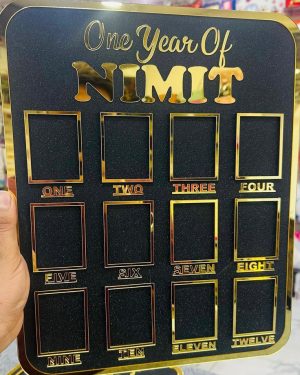 One Year Of
NIMIT
ONE TWO THREE FOUR
FIVE SIX SEVEN EIGHT
NINE TEN ELEVEN TWELVE